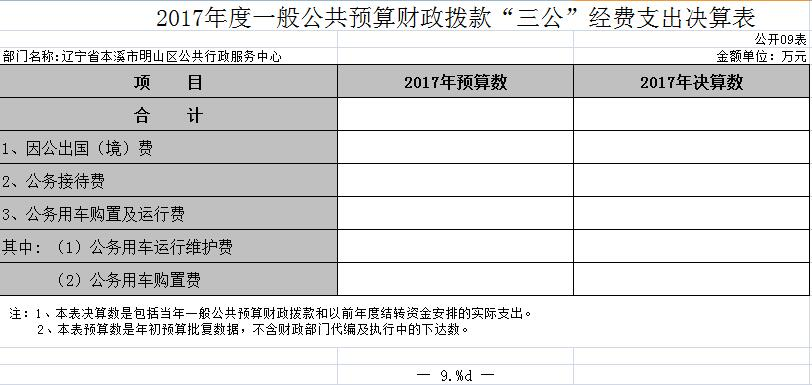 2017年度一般公共预算财政拨款“三公”经费支出决算表
公开09表
部门名称:辽宁省本溪市明山区公共行政服务中心 金额单位：万元
项 目 2017年预算数 2017年决算数
合 计
1、因公出国（境）费
2、公务接待费
3、公务用车购置及运行费
其中:（1）公务用车运行维护费
（2）公务用车购置费
注：1、本表决算数是包括当年一般公共预算财政拨款和以前年度结转资金安排的实际支出。
2、本表预算数是年初预算批复数据，不含财政部门代编及执行中的下达数。
— 9.%d —